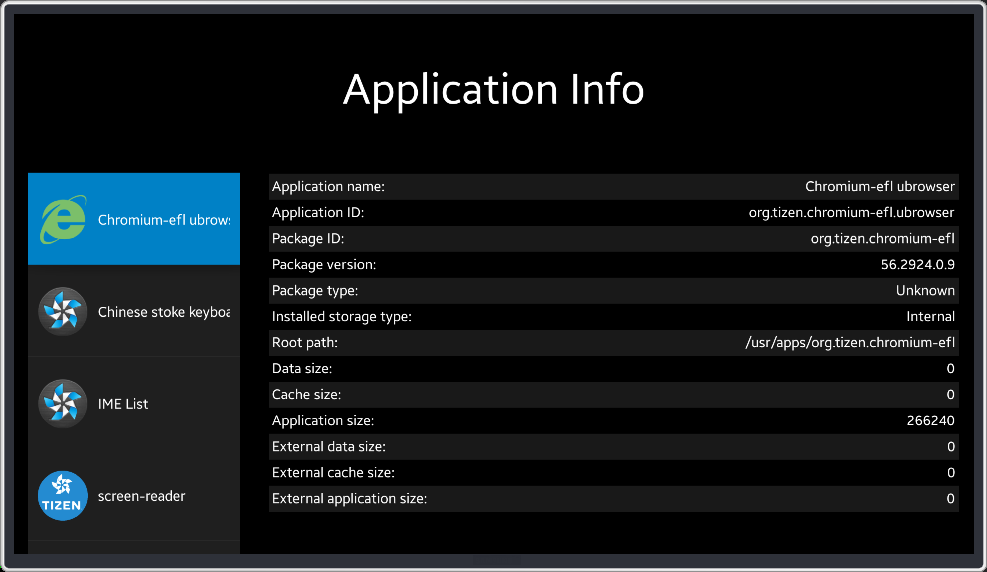 Application Info
Chromium-efl ubrows
Chinese stoke keyboa
IME List
TIZEN
screen-reader
Application name: Chromium-efl ubrowser
Application ID: org.tizen.chromium-efl.ubrowser
Package ID: org.tizen.chromium-efl
Package version: 56.2924.0.9
Package type: Unknown
Installed storage type: Internal
Root path: /usr/apps/org.tizen.chromium-efl
Data size: 0
Cache size: 0
Application size: 266240
External data size: 0
External cache size: 0
External application size: 0